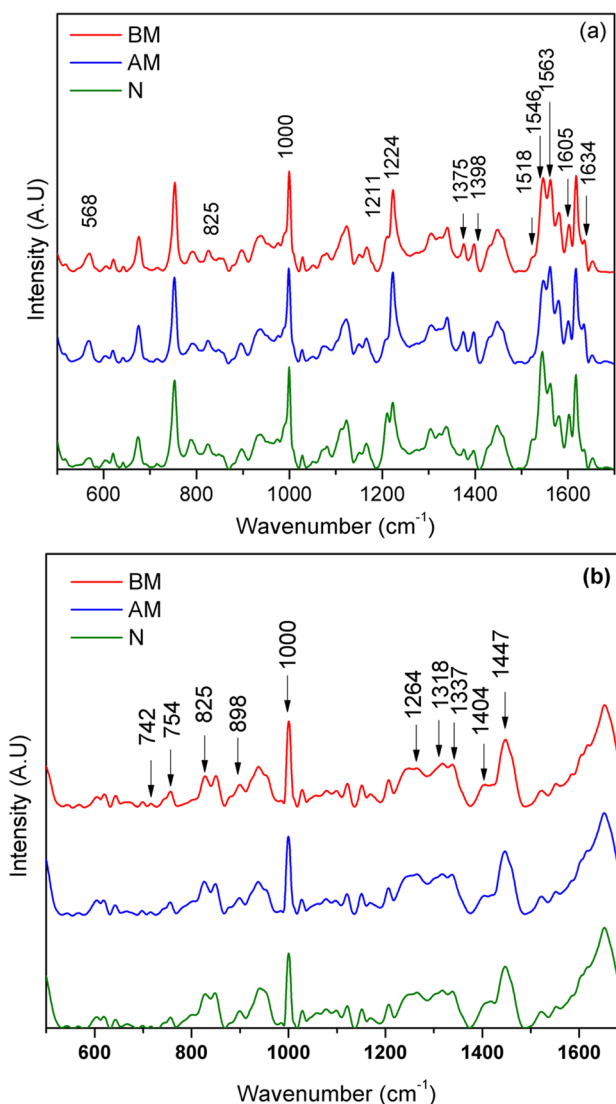 (a)
BM
AM
N
568
825
1000
1211
1224
1375
1398
1518
1546
1563
1605
1634
Intensity (A.U)
600 800 1000 1200 1400 1600
Wavenumber (cm⁻¹)
(b)
BM
AM
N
742
754
825
898
1000
1264
1318
1337
1404
1447
Intensity (A.U)
600 800 1000 1200 1400 1600
Wavenumber (cm⁻¹)